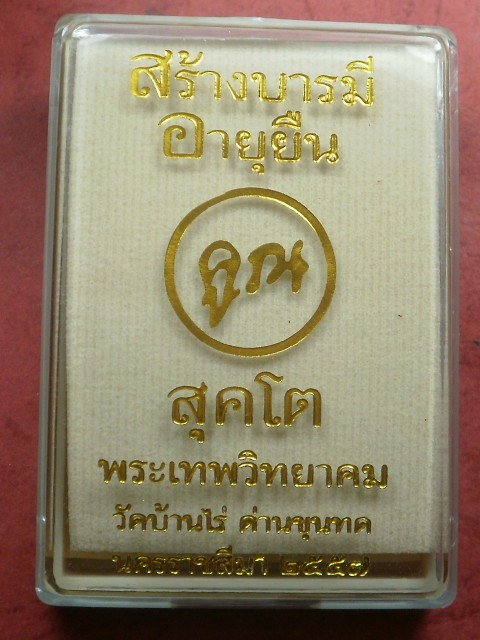 สร้างบารมี
อายุยืน
คูณ
สุคโต
พระเทพวิทยาคม
วัดบ้านไร่ ด่านขุนทด
นครราชสีมา ๒๕๕๗